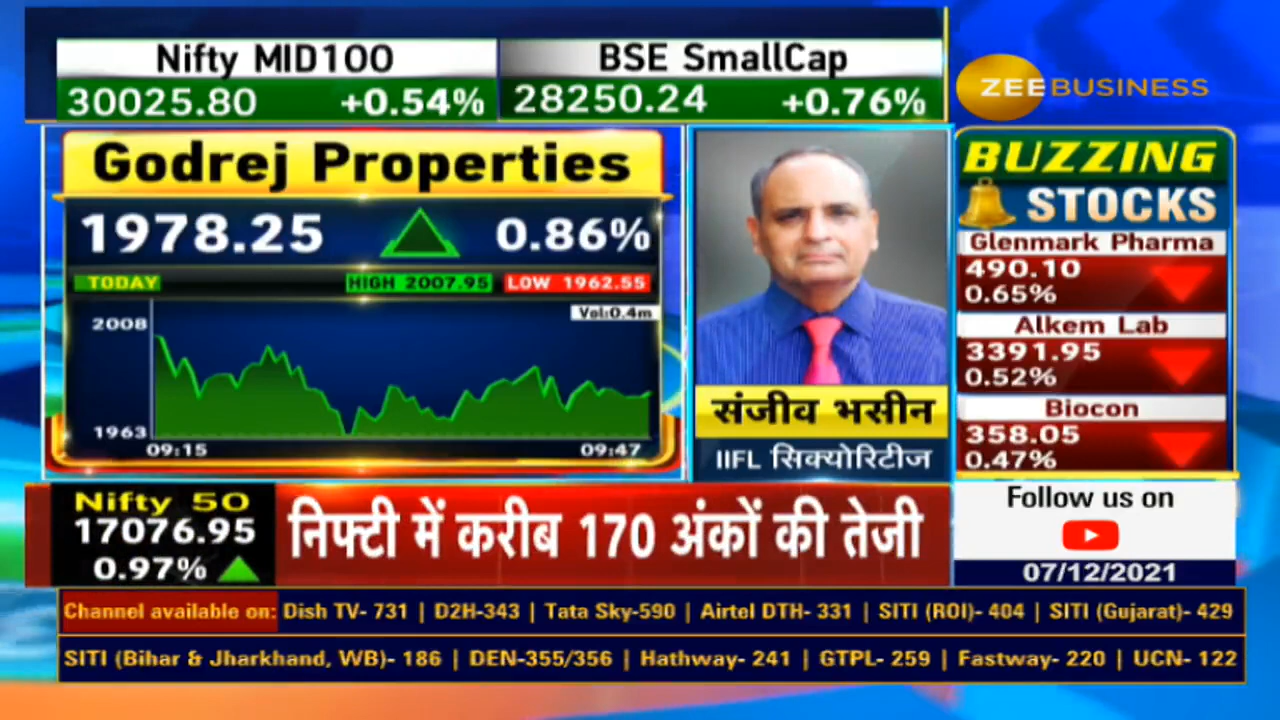 Nifty MID100
30025.80 +0.54%
BSE SmallCap
28250.24 +0.76%
ZEEBUSINESS
Godrej Properties
1978.25 0.86%
TODAY HIGH 2007.95 LOW 1962.55
Vol:0.4m
2008
1963
09:15 09:47
संजीव भसीन
IIFL सिक्योरिटीज
BUZZING
STOCKS
Glenmark Pharma
490.10
0.65%
Alkem Lab
3391.95
0.52%
Biocon
358.05
0.47%
Nifty 50
17076.95
0.97%
निफ्टी में करीब 170 अंकों की तेजी
Follow us on
07/12/2021
Channel available on: Dish TV- 731 | D2H-343 | Tata Sky-590 | Airtel DTH- 331 | SITI (ROI)- 404 | SITI (Gujarat)- 429
SITI (Bihar & Jharkhand, WB)- 186 | DEN-355/356 | Hathway- 241 | GTPL- 259 | Fastway- 220 | UCN- 122